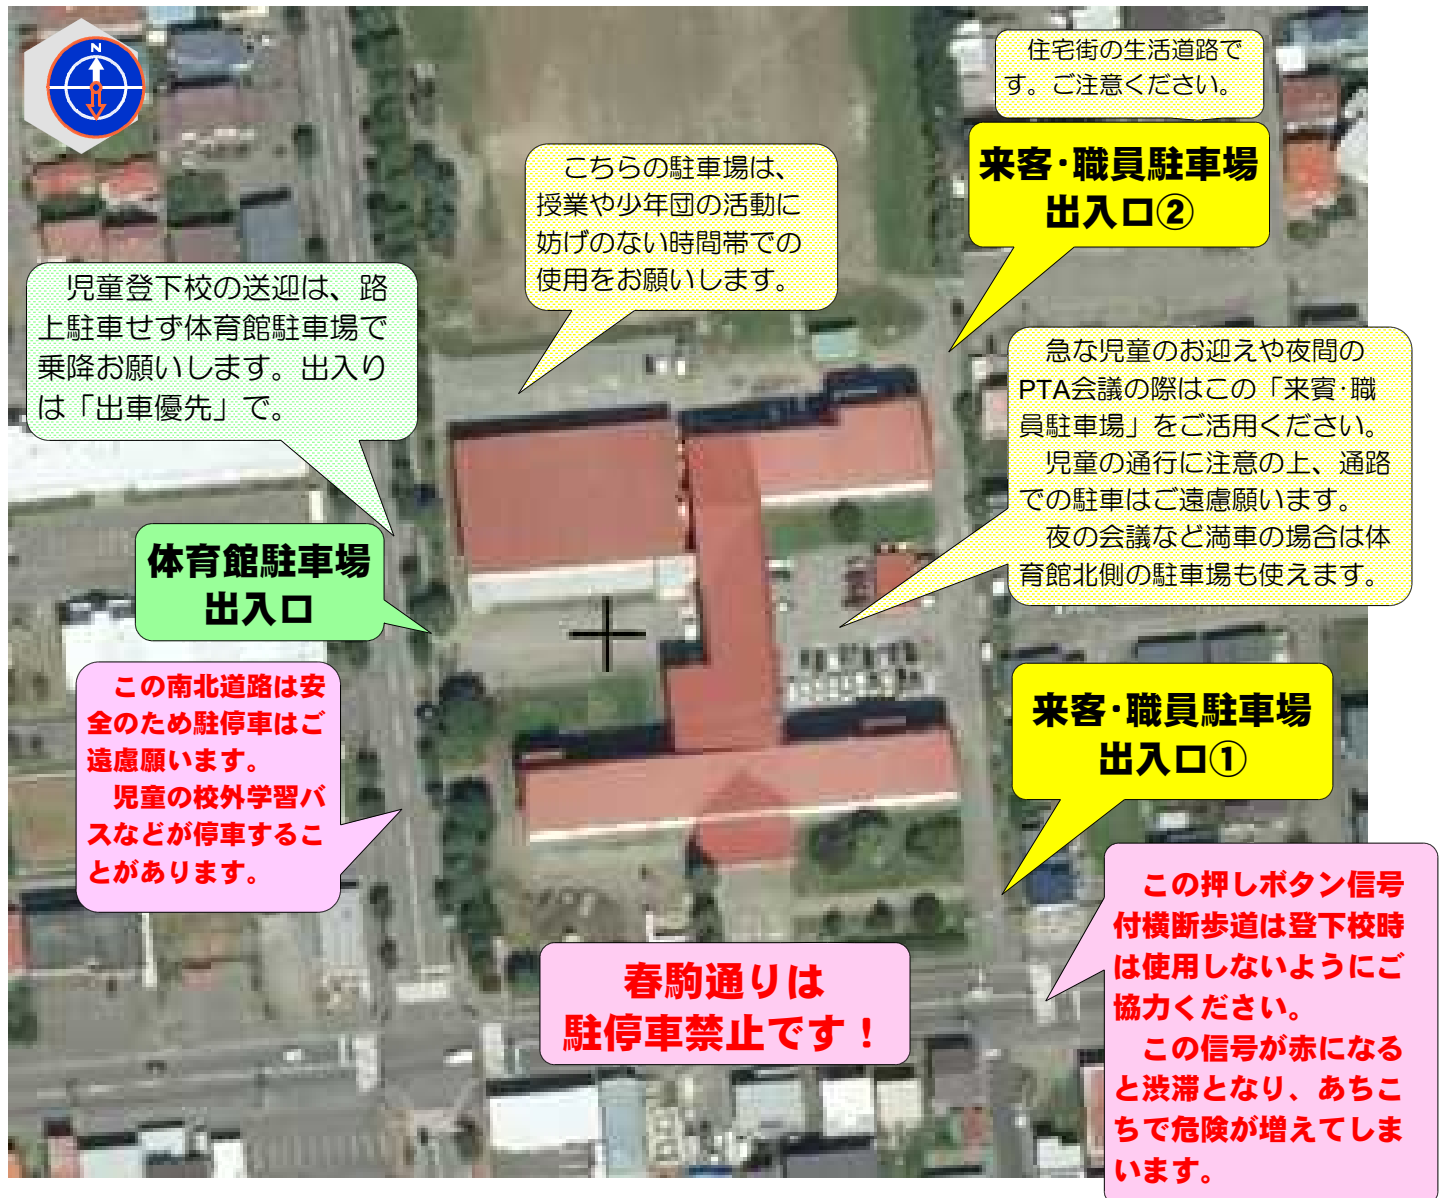 N
住宅街の生活道路で
す。ご注意ください。
来客･職員駐車場
出入口②
こちらの駐車場は、
授業や少年団の活動に
妨げのない時間帯での
使用をお願いします。
児童登下校の送迎は、路
上駐車せず体育館駐車場で
乗降お願いします。出入り
は「出車優先」で。
急な児童のお迎えや夜間の
PTA会議の際はこの「来賓･職
員駐車場」をご活用ください。
児童の通行に注意の上、通路
での駐車はご遠慮願います。
夜の会議など満車の場合は体
育館北側の駐車場も使えます。
体育館駐車場
出入口
この南北道路は安
全のため駐停車はご
遠慮願います。
児童の校外学習バ
スなどが停車するこ
とがあります。
来客･職員駐車場
出入口①
春駒通りは
駐停車禁止です！
この押しボタン信号
付横断歩道は登下校時
は使用しないようにご
協力ください。
この信号が赤になる
と渋滞となり、あちこ
ちで危険が増えてしま
います。